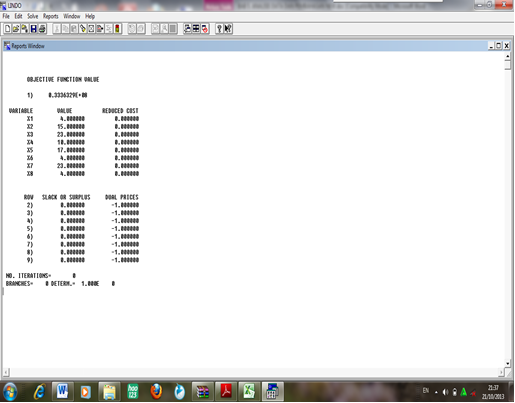 LINDO
File Edit Solve Reports Window Help
Reports Window
OBJECTIVE FUNCTION VALUE
1) 0.3336329E+08
VARIABLE VALUE REDUCED COST
X1 4.000000 0.000000
X2 15.000000 0.000000
X3 23.000000 0.000000
X4 18.000000 0.000000
X5 17.000000 0.000000
X6 4.000000 0.000000
X7 23.000000 0.000000
X8 4.000000 0.000000
ROW SLACK OR SURPLUS DUAL PRICES
2) 0.000000 -1.000000
3) 0.000000 -1.000000
4) 0.000000 -1.000000
5) 0.000000 -1.000000
6) 0.000000 -1.000000
7) 0.000000 -1.000000
8) 0.000000 -1.000000
9) 0.000000 -1.000000
NO. ITERATIONS= 0
BRANCHES= 0 DETERM.= 1.000E 0
hao
123
EN
21:37
21/10/2013